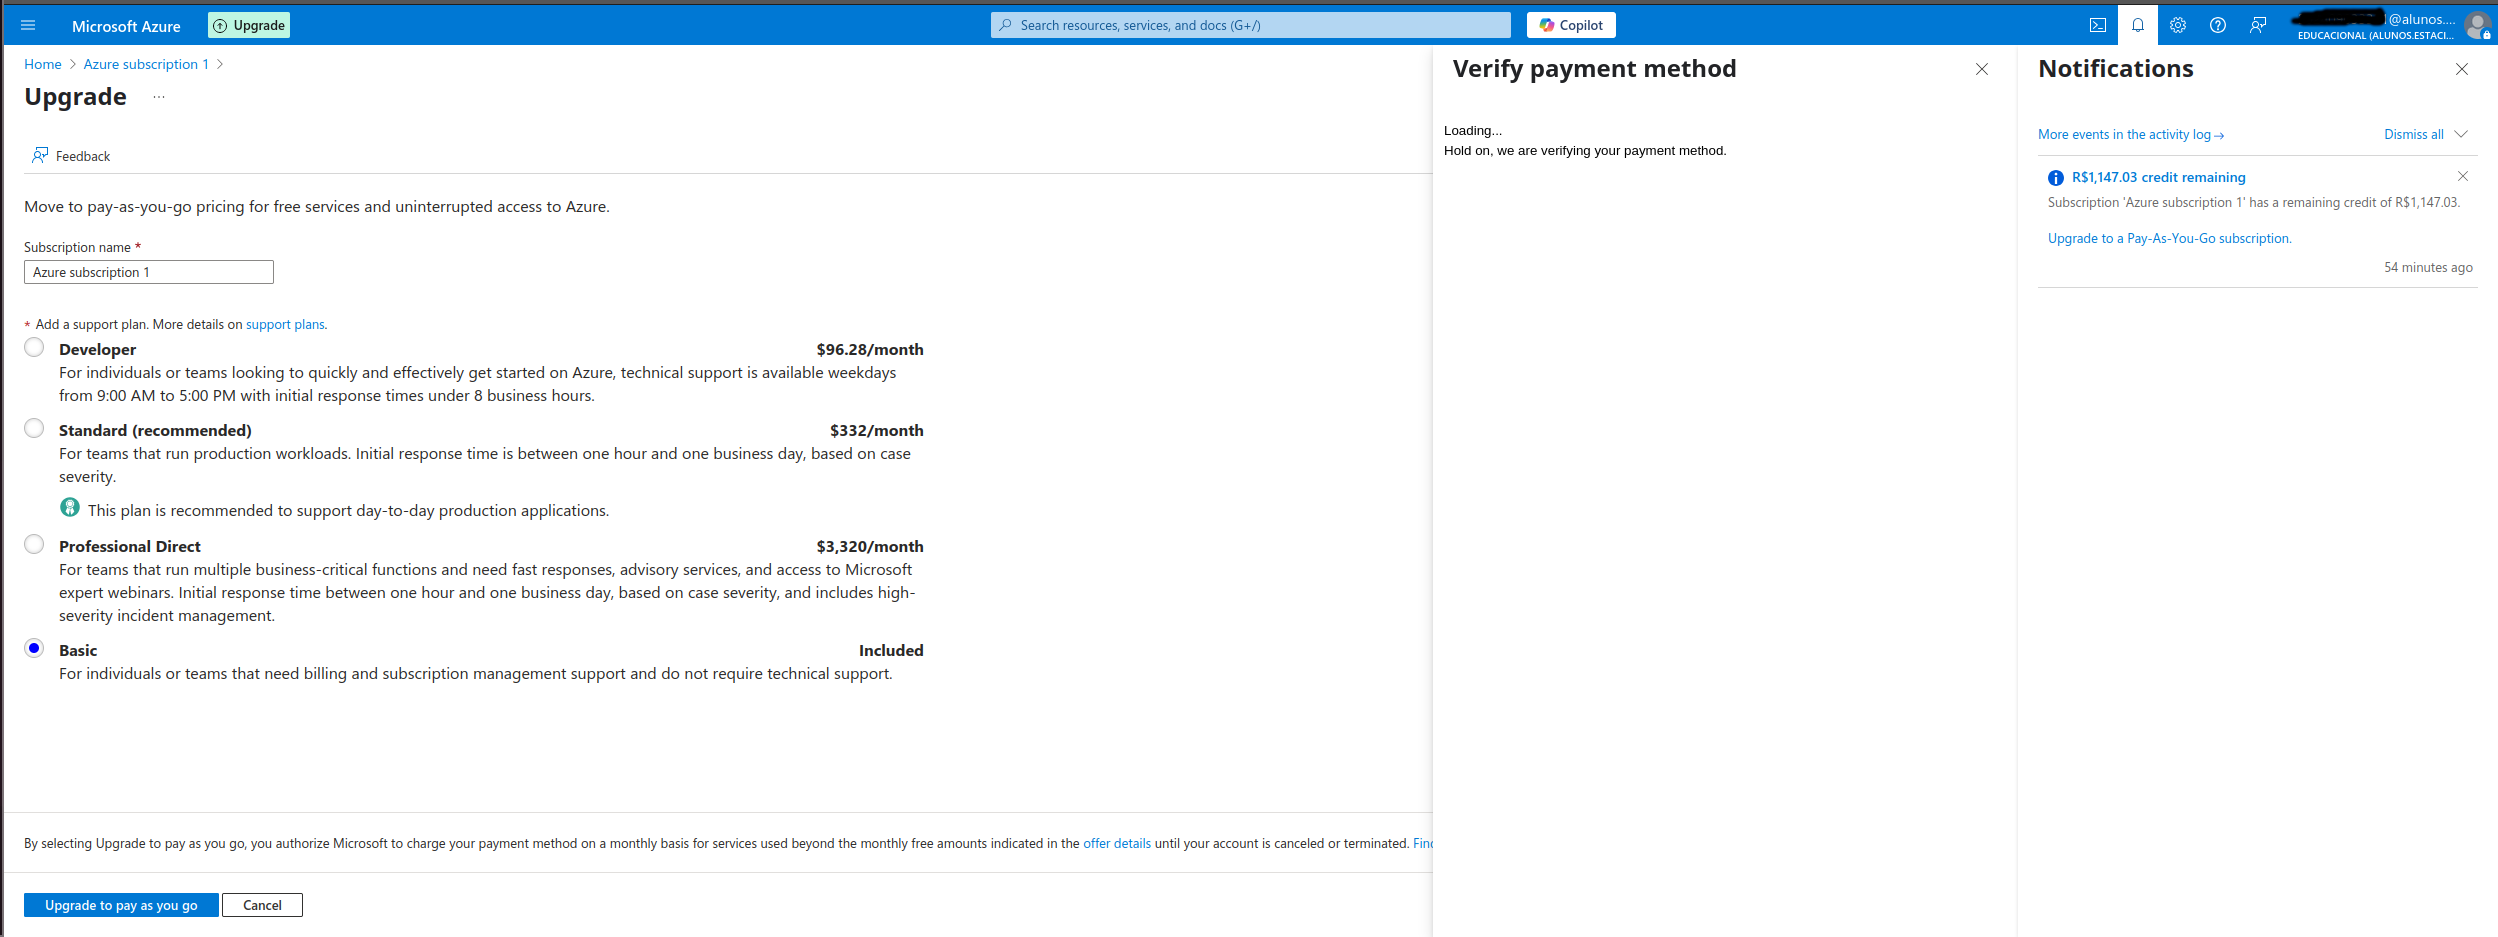 Microsoft Azure
Upgrade
Search resources, services, and docs (G+/)
Copilot
@alunos....
EDUCACIONAL (ALUNOS.ESTACI...
Home > Azure subscription 1 >
Upgrade ...
Feedback
Move to pay-as-you-go pricing for free services and uninterrupted access to Azure.
Subscription name *
Azure subscription 1
* Add a support plan. More details on support plans.
Developer $96.28/month
For individuals or teams looking to quickly and effectively get started on Azure, technical support is available weekdays
from 9:00 AM to 5:00 PM with initial response times under 8 business hours.
Standard (recommended) $332/month
For teams that run production workloads. Initial response time is between one hour and one business day, based on case
severity.
This plan is recommended to support day-to-day production applications.
Professional Direct $3,320/month
For teams that run multiple business-critical functions and need fast responses, advisory services, and access to Microsoft
expert webinars. Initial response time between one hour and one business day, based on case severity, and includes high-
severity incident management.
Basic Included
For individuals or teams that need billing and subscription management support and do not require technical support.
By selecting Upgrade to pay as you go, you authorize Microsoft to charge your payment method on a monthly basis for services used beyond the monthly free amounts indicated in the offer details until your account is canceled or terminated. Find
Upgrade to pay as you go
Cancel
Verify payment method
Loading...
Hold on, we are verifying your payment method.
Notifications
More events in the activity log →
Dismiss all
R$1,147.03 credit remaining
Subscription 'Azure subscription 1' has a remaining credit of R$1,147.03.
Upgrade to a Pay-As-You-Go subscription.
54 minutes ago